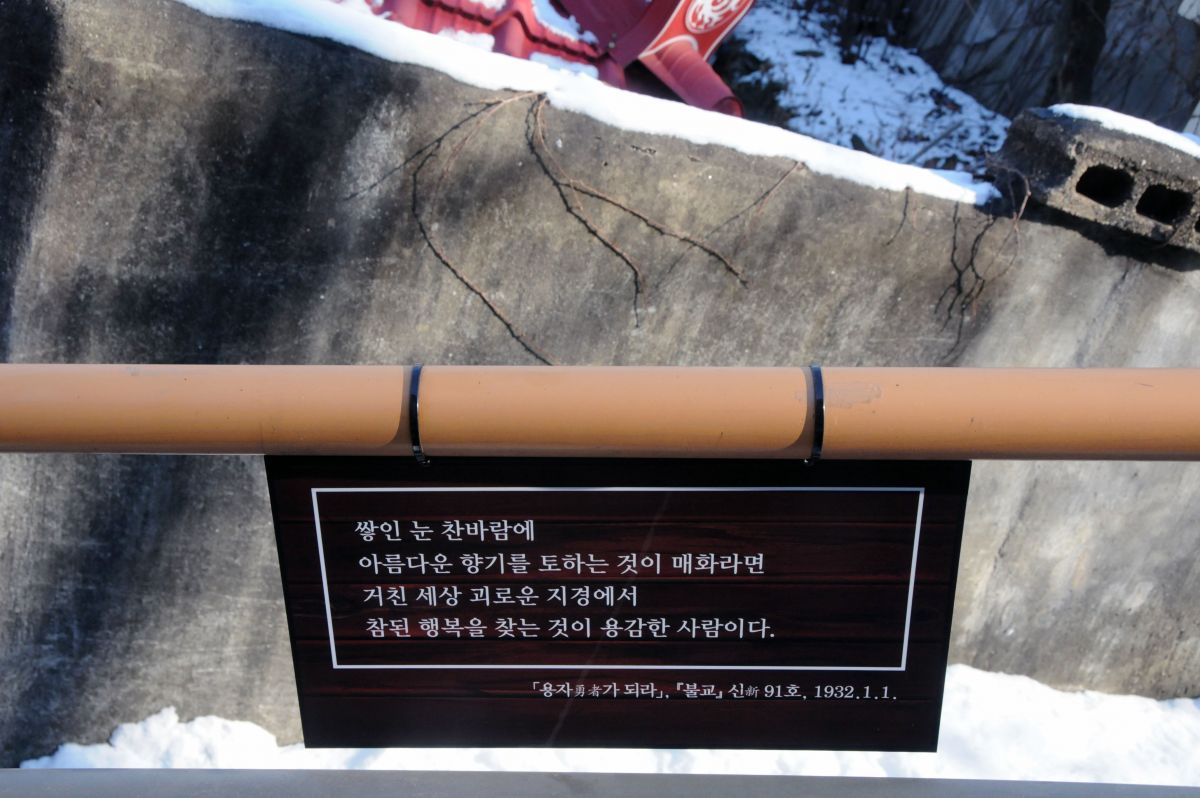 쌓인 눈 찬바람에
아름다운 향기를 토하는 것이 매화라면
거친 세상 괴로운 지경에서
참된 행복을 찾는 것이 용감한 사람이다.
「용자勇者가 되라」, 『불교』 신新 91호, 1932.1.1.